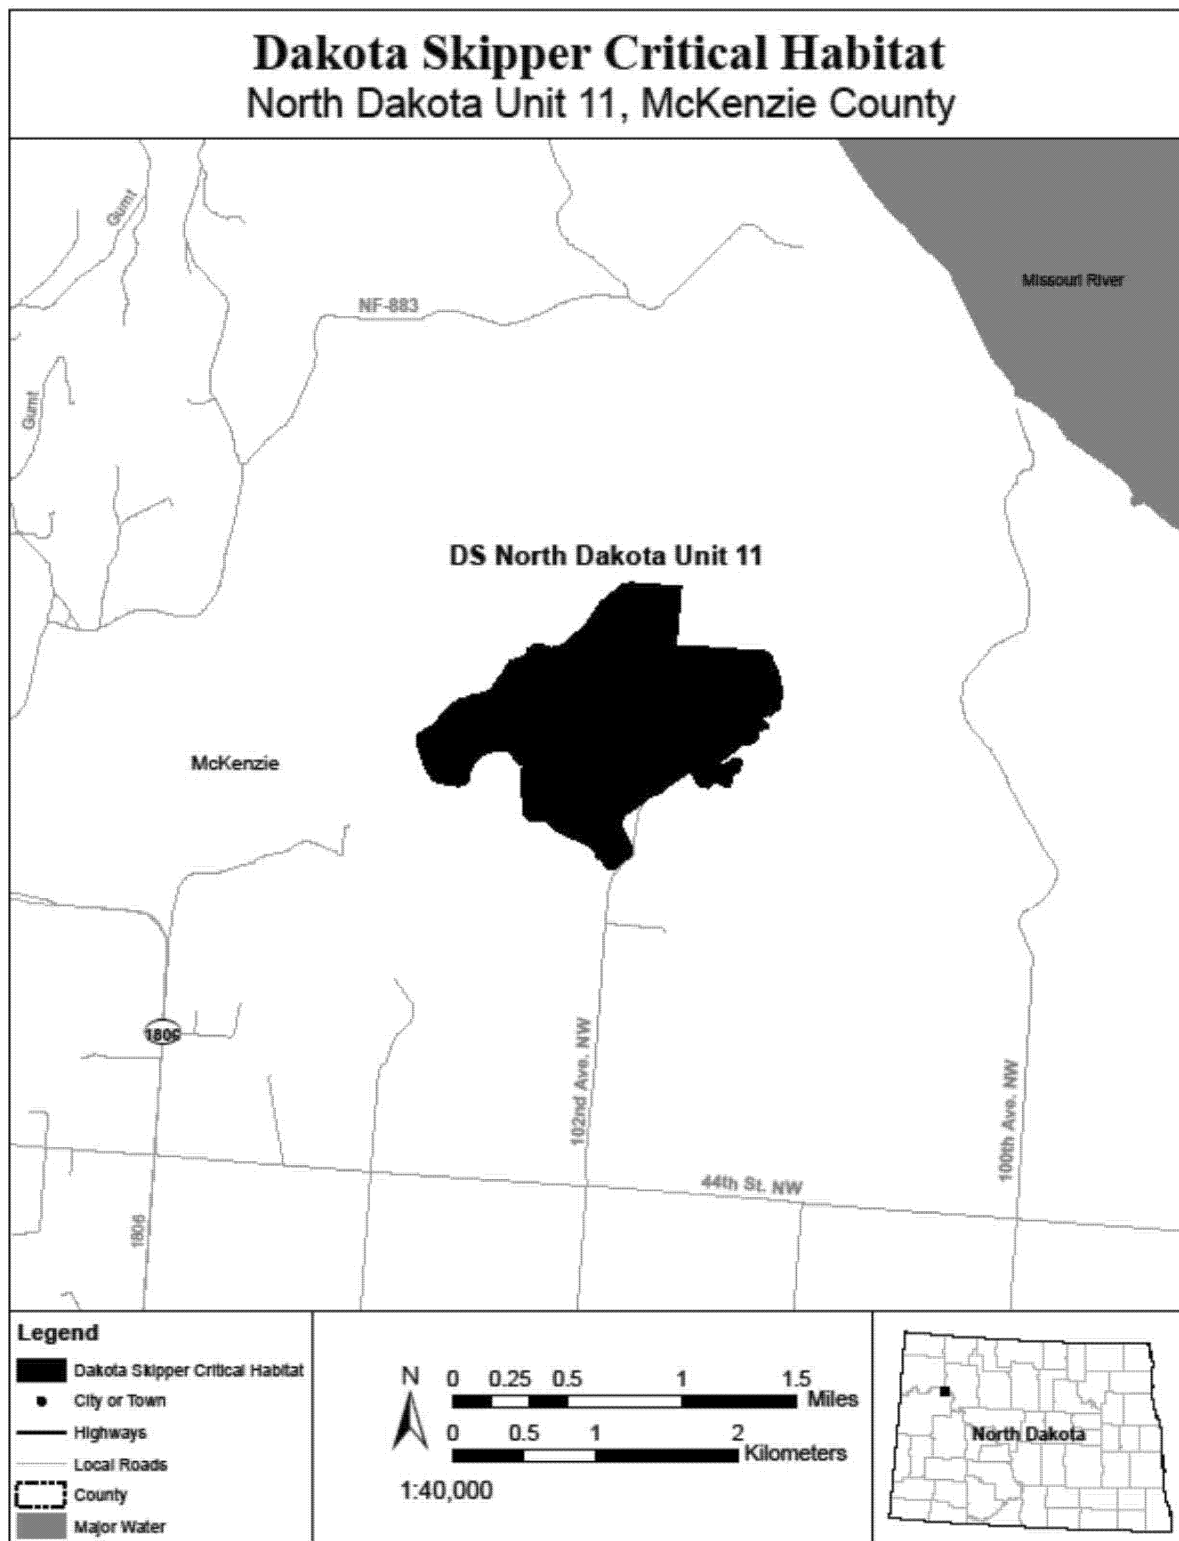 Dakota Skipper Critical Habitat
North Dakota Unit 11, McKenzie County
Gumt
Missouri River
NF-883
Gumt
DS North Dakota Unit 11
McKenzie
1806
102nd Ave. NW
100th Ave. NW
44th St. NW
1806
Legend
Dakota Skipper Critical Habitat
City or Town
Highways
Local Roads
County
Major Water
N
0 0.25 0.5 1 1.5
Miles
0 0.5 1 2
Kilometers
1:40,000
North Dakota